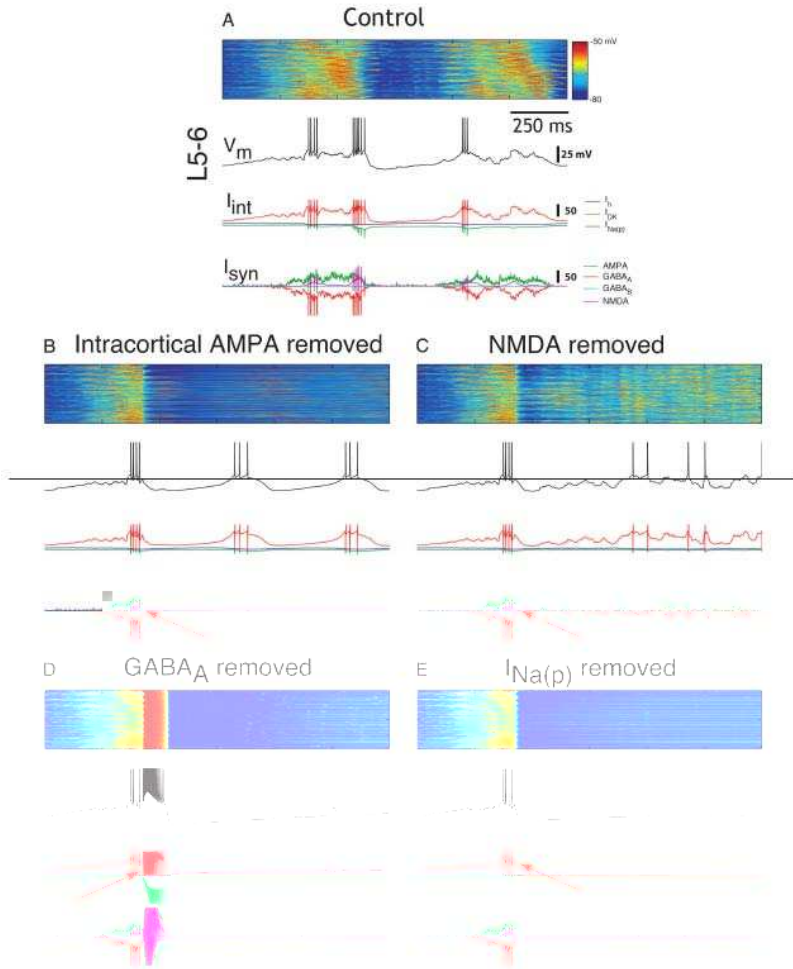 A Control
-50 mV
-80
250 ms
L5-6
Vm
25 mV
Iint
50
Ih
IDK
INa(p)
Isyn
50
AMPA
GABAA
GABAB
NMDA
B Intracortical AMPA removed
C NMDA removed
D GABAA removed
E INa(p) removed